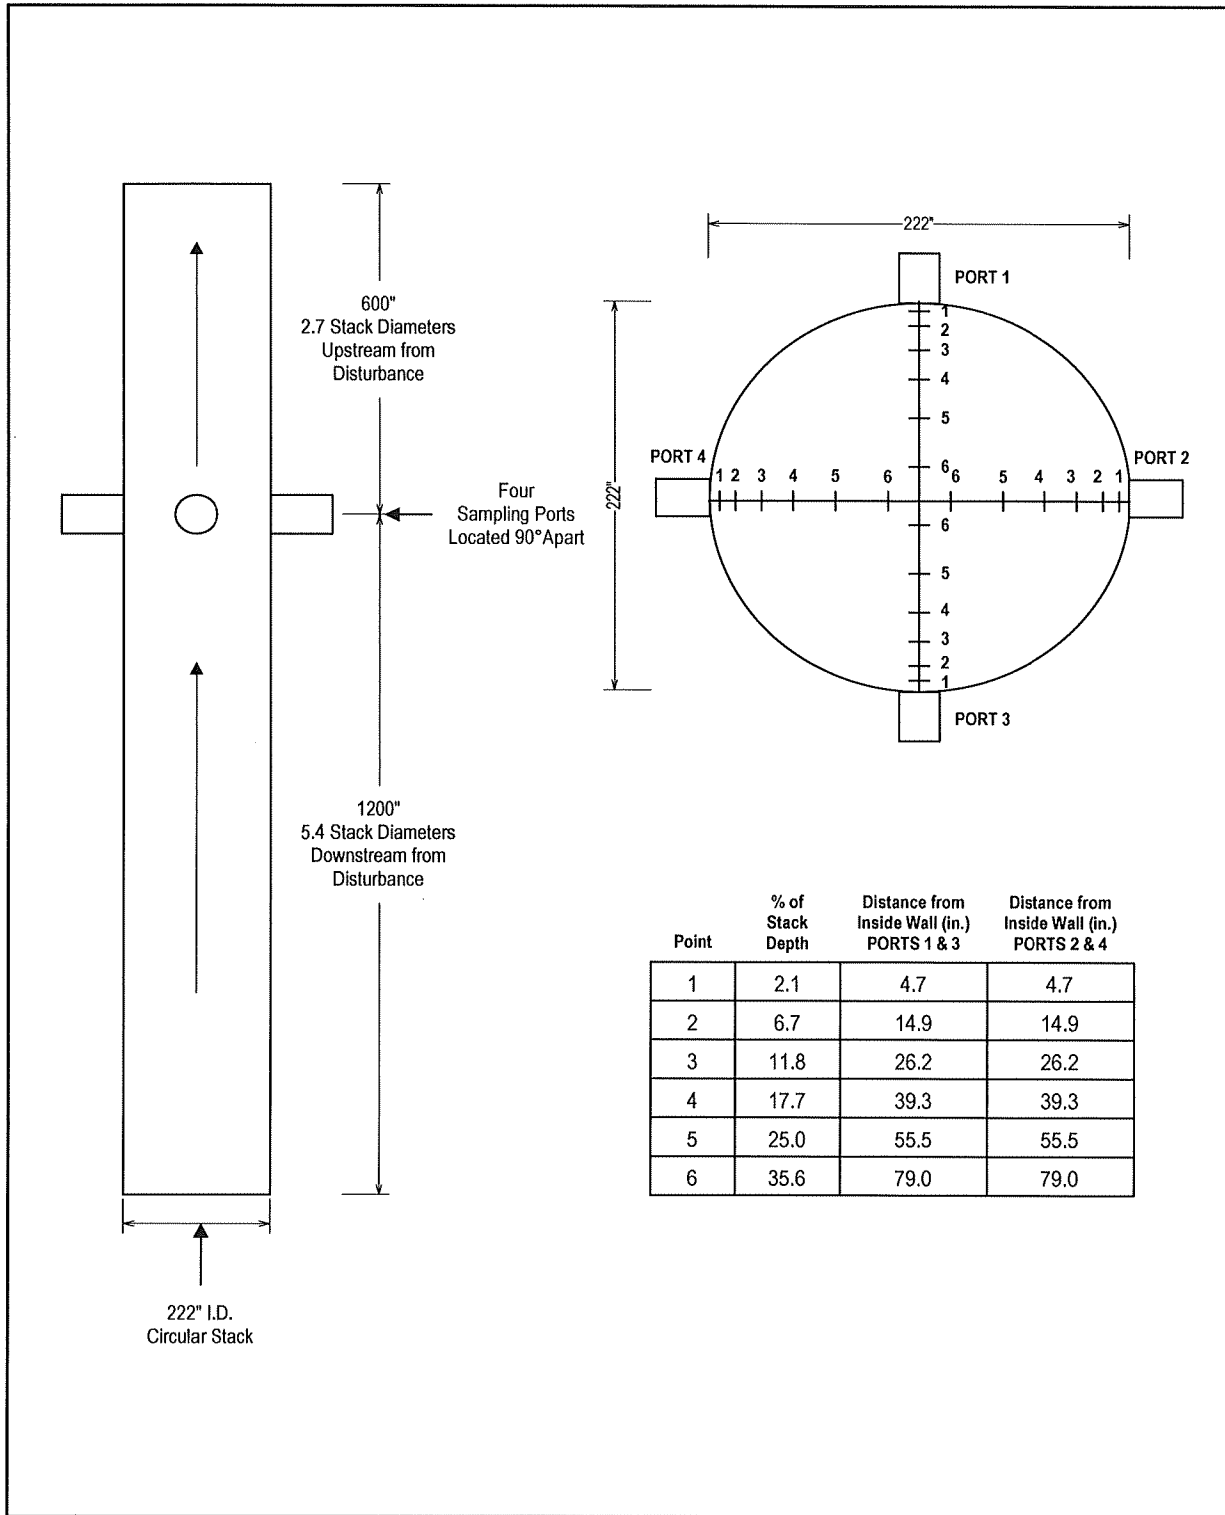 600"
2.7 Stack Diameters
Upstream from
Disturbance
Four
Sampling Ports
Located 90°Apart
1200"
5.4 Stack Diameters
Downstream from
Disturbance
222" I.D.
Circular Stack
222"
PORT 1
1
2
3
4
5
6
PORT 4
PORT 2
1 2 3 4 5 6 6 5 4 3 2 1
222"
6
5
4
3
2
1
PORT 3
Point % of Stack Depth Distance from Inside Wall (in.) PORTS 1 & 3 Distance from Inside Wall (in.) PORTS 2 & 4
1 2.1 4.7 4.7
2 6.7 14.9 14.9
3 11.8 26.2 26.2
4 17.7 39.3 39.3
5 25.0 55.5 55.5
6 35.6 79.0 79.0